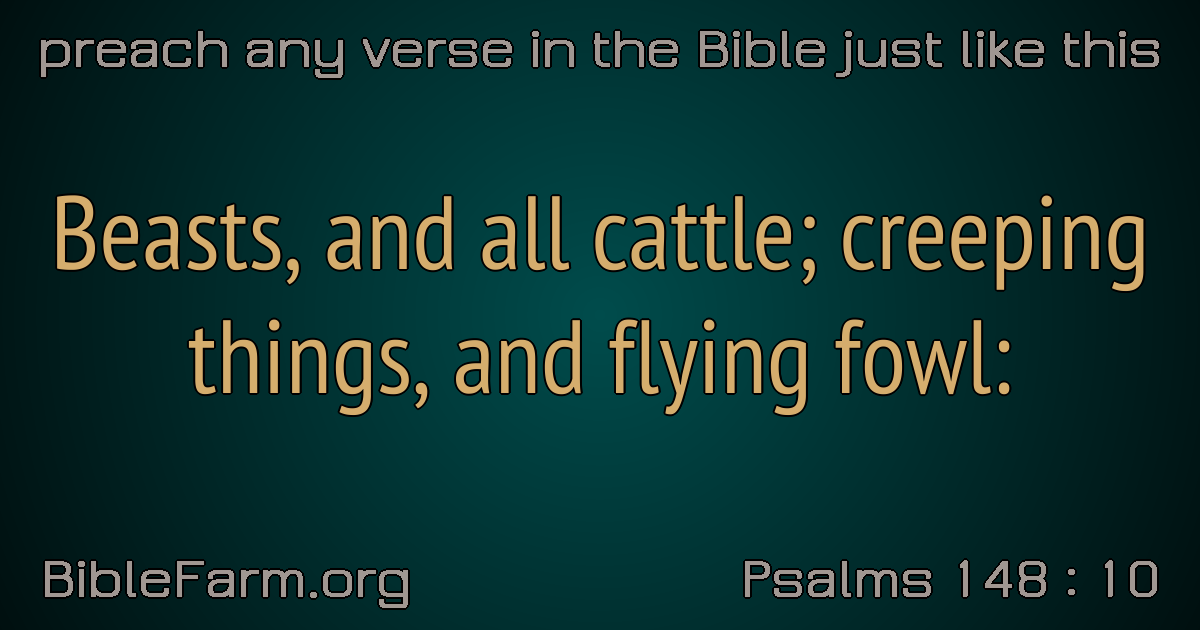 preach any verse in the Bible just like this
Beasts, and all cattle; creeping
things, and flying fowl:
BibleFarm.org
Psalms 148 : 10